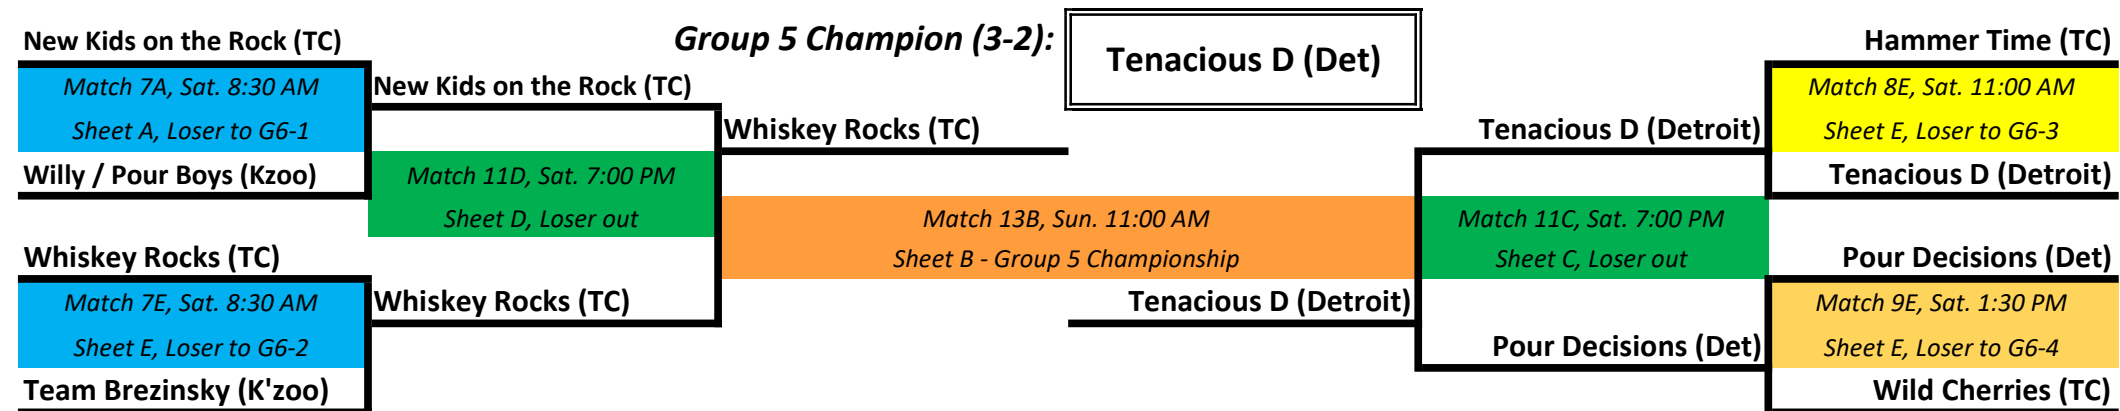 Group 5 Champion (3-2):
Tenacious D (Det)
New Kids on the Rock (TC)
Match 7A, Sat. 8:30 AM
Sheet A, Loser to G6-1
Willy / Pour Boys (Kzoo)
Whiskey Rocks (TC)
Match 7E, Sat. 8:30 AM
Sheet E, Loser to G6-2
Team Brezinsky (K'zoo)
New Kids on the Rock (TC)
Match 11D, Sat. 7:00 PM
Sheet D, Loser out
Whiskey Rocks (TC)
Whiskey Rocks (TC)
Match 13B, Sun. 11:00 AM
Sheet B - Group 5 Championship
Tenacious D (Detroit)
Tenacious D (Detroit)
Match 11C, Sat. 7:00 PM
Sheet C, Loser out
Pour Decisions (Det)
Hammer Time (TC)
Match 8E, Sat. 11:00 AM
Sheet E, Loser to G6-3
Tenacious D (Detroit)
Pour Decisions (Det)
Match 9E, Sat. 1:30 PM
Sheet E, Loser to G6-4
Wild Cherries (TC)